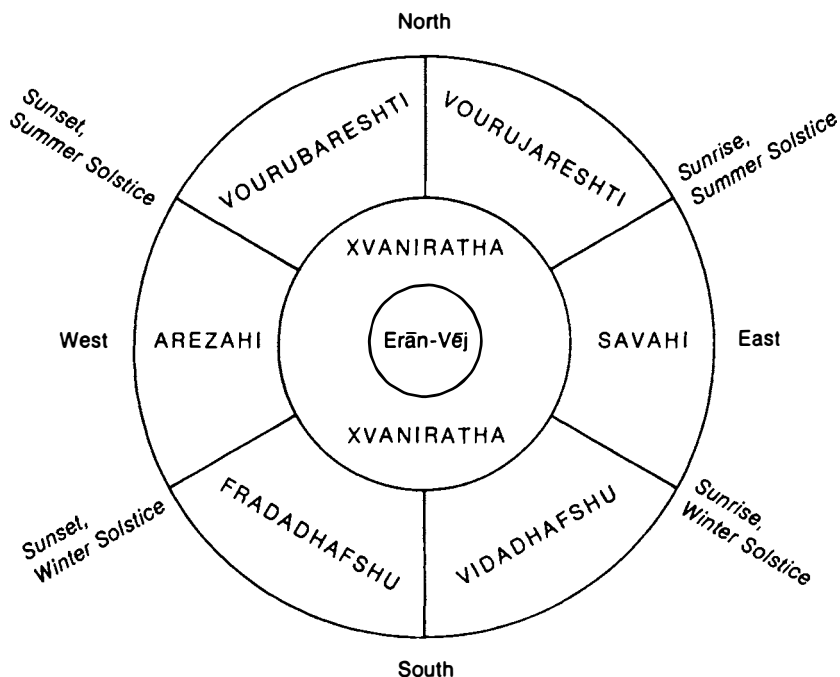 North
Sunset,
Summer Solstice
VOURUBARESHTI
VOURUJARESHTI
Sunrise,
Summer Solstice
XVANIRATHA
West
AREZAHI
Erān-Vēj
SAVAHI
East
XVANIRATHA
Sunset,
Winter Solstice
FRADADHAFSHU
VIDADHAFSHU
Sunrise,
Winter Solstice
South